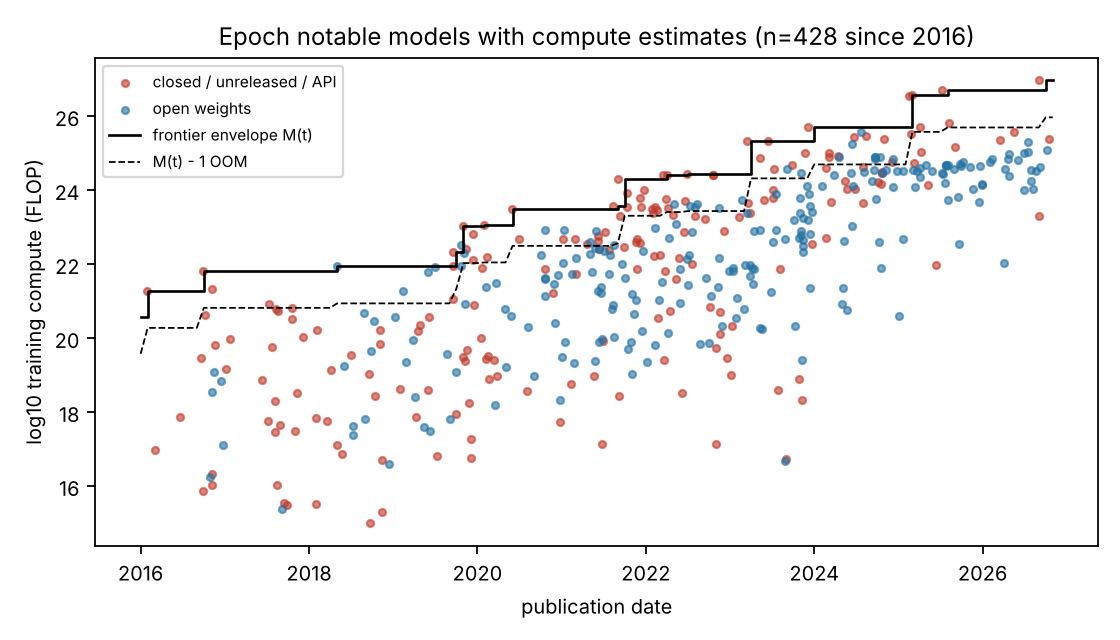 Epoch notable models with compute estimates (n=428 since 2016)
closed / unreleased / API
open weights
frontier envelope M(t)
M(t) - 1 OOM
log10 training compute (FLOP)
26
24
22
20
18
16
2016
2018
2020
2022
2024
2026
publication date